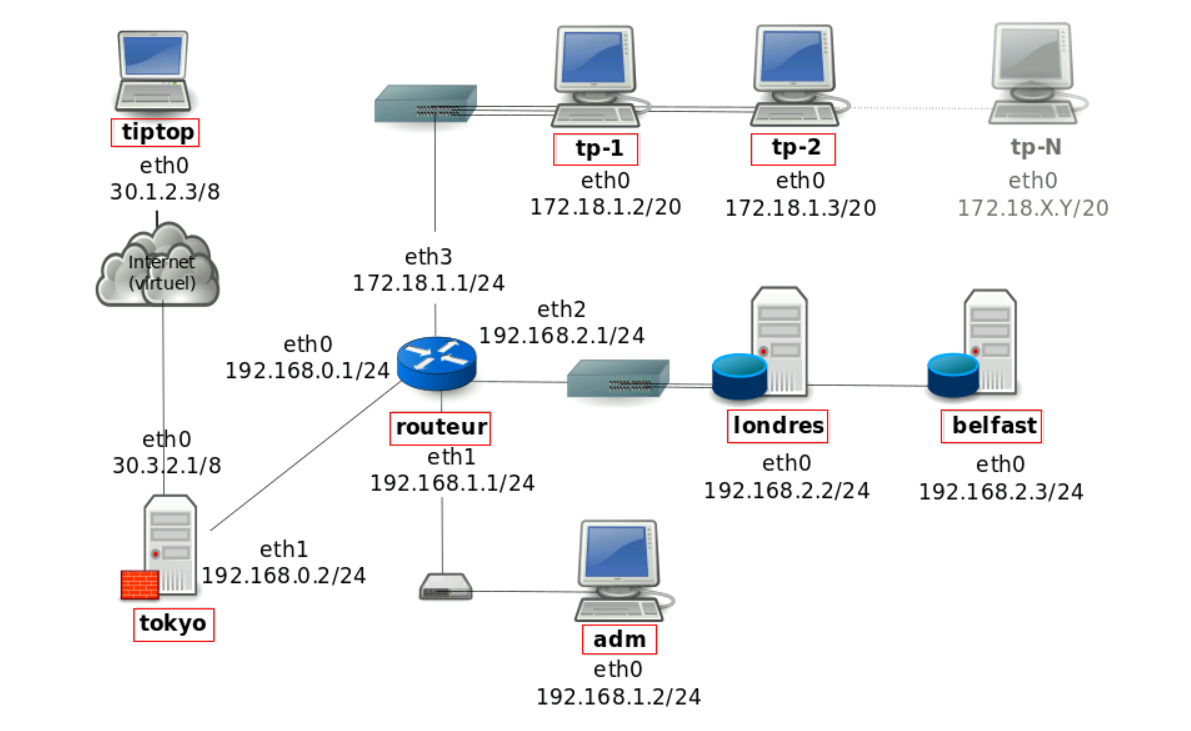 tiptop
eth0
30.1.2.3/8
Internet
(virtuel)
tp-1
eth0
172.18.1.2/20
tp-2
eth0
172.18.1.3/20
tp-N
eth0
172.18.X.Y/20
eth3
172.18.1.1/24
eth2
192.168.2.1/24
eth0
192.168.0.1/24
routeur
eth1
192.168.1.1/24
londres
eth0
192.168.2.2/24
belfast
eth0
192.168.2.3/24
eth0
30.3.2.1/8
eth1
192.168.0.2/24
tokyo
adm
eth0
192.168.1.2/24